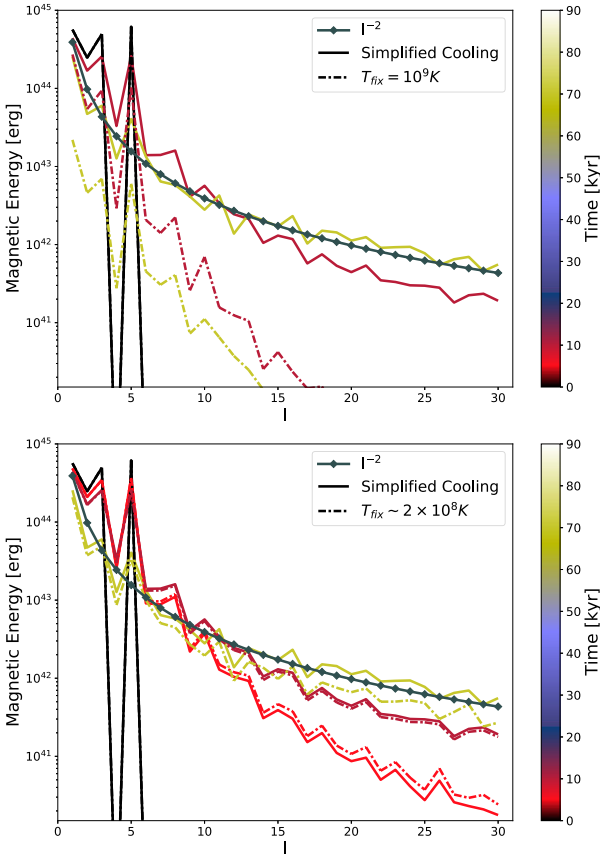 10^45
10^44
10^43
10^42
10^41
Magnetic Energy [erg]
0 5 10 15 20 25 30
l
l^−2
Simplified Cooling
T_fix = 10^9 K
90
80
70
60
50
40
30
20
10
0
Time [kyr]
10^45
10^44
10^43
10^42
10^41
Magnetic Energy [erg]
0 5 10 15 20 25 30
l
l^−2
Simplified Cooling
T_fix ∼ 2 × 10^8 K
90
80
70
60
50
40
30
20
10
0
Time [kyr]